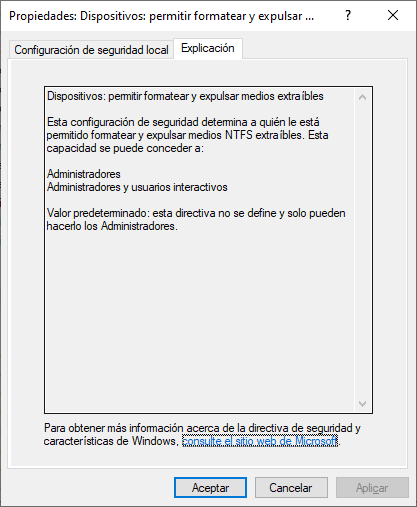 Propiedades: Dispositivos: permitir formatear y expulsar ...
Configuración de seguridad local
Explicación
Dispositivos: permitir formatear y expulsar medios extraíbles
Esta configuración de seguridad determina a quién le está
permitido formatear y expulsar medios NTFS extraíbles. Esta
capacidad se puede conceder a:
Administradores
Administradores y usuarios interactivos
Valor predeterminado: esta directiva no se define y solo pueden
hacerlo los Administradores.
Para obtener más información acerca de la directiva de seguridad y
características de Windows, consulte el sitio web de Microsoft.
Aceptar
Cancelar
Aplicar